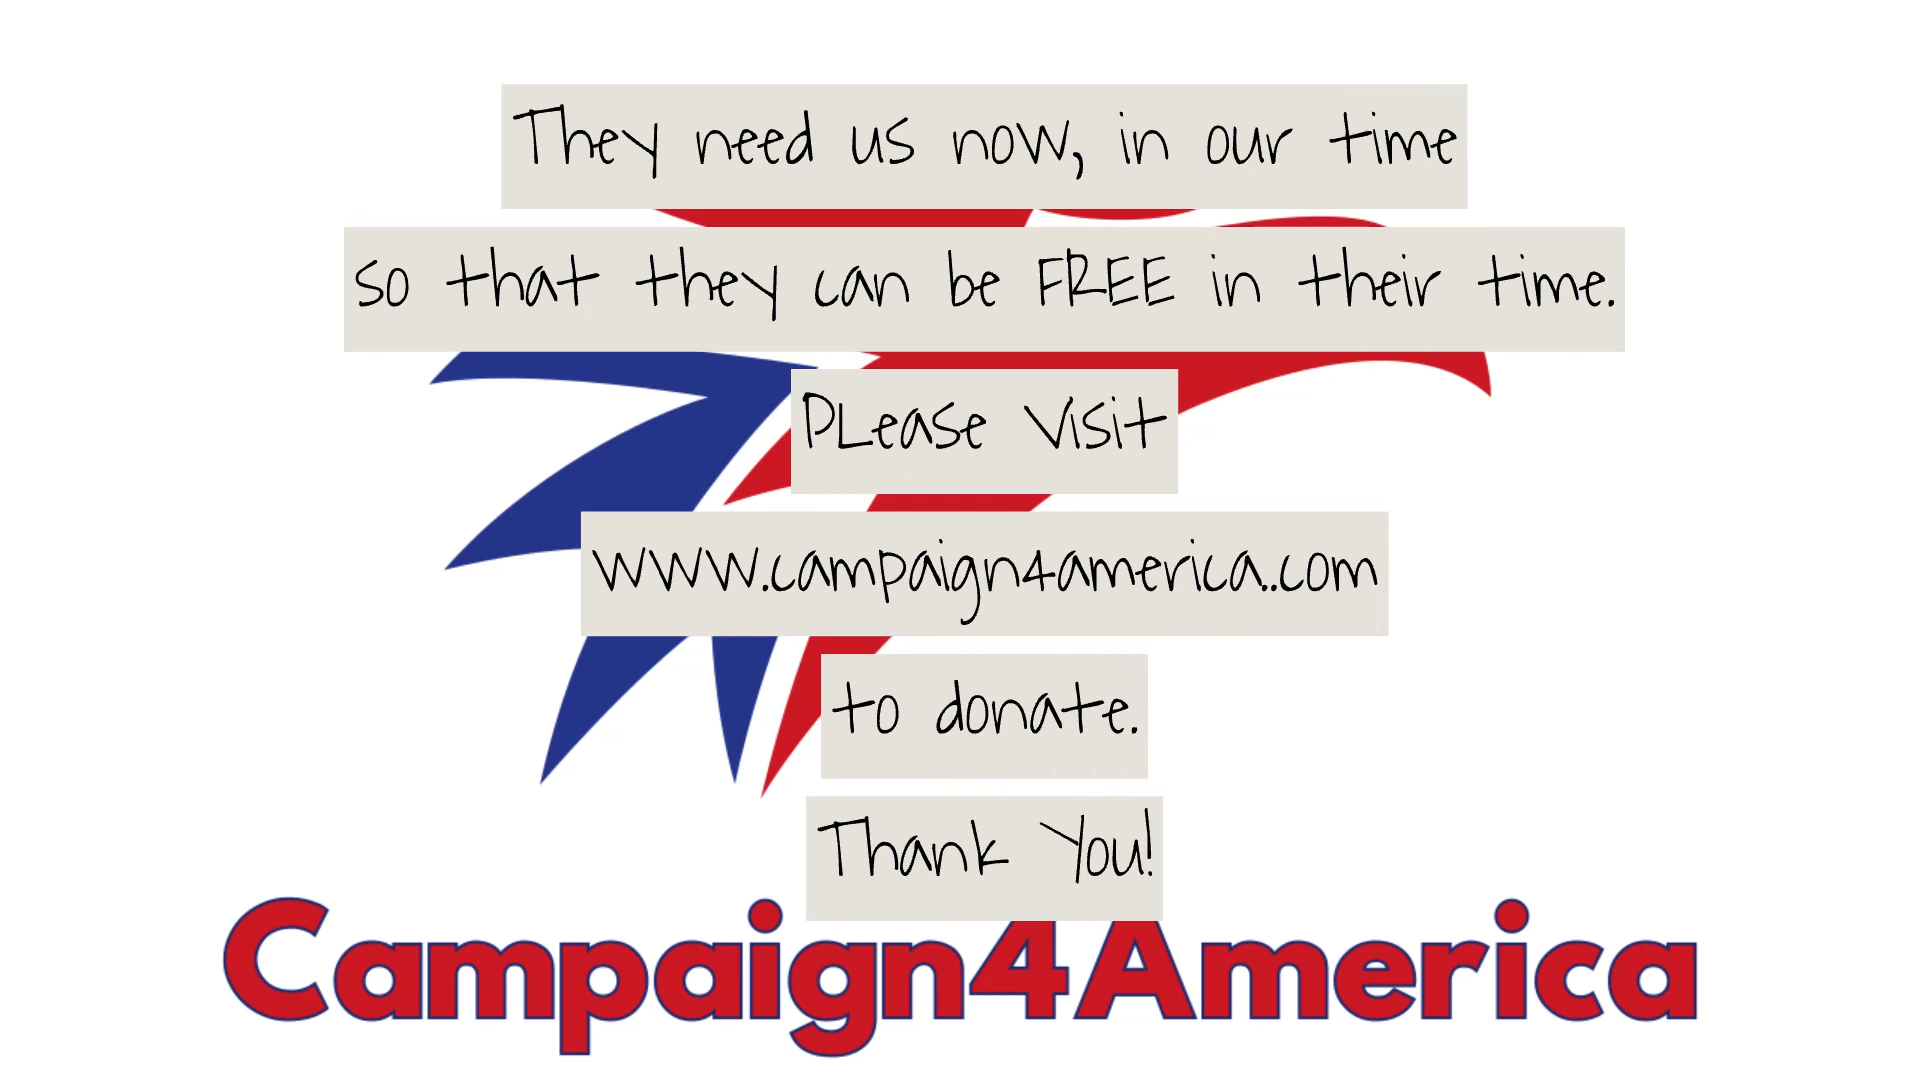 They need us now, in our time
so that they can be FREE in their time.
PLease Visit
www.campaign4america..com
to donate.
Thank You!
Campaign4America